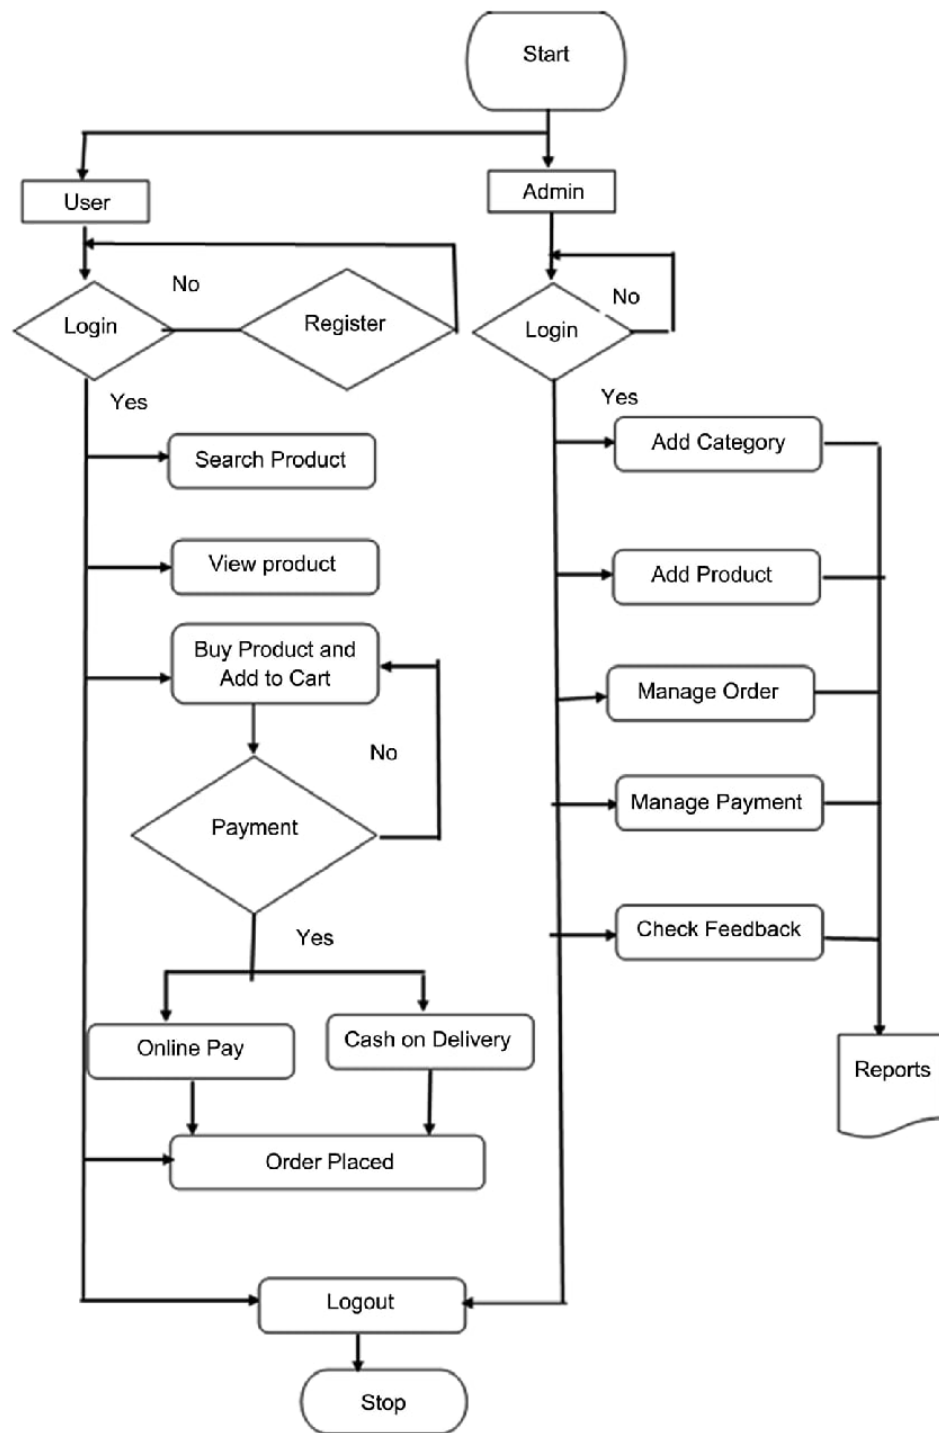 Start
User
Admin
No
No
Login
Register
Login
Yes
Yes
Search Product
Add Category
View product
Add Product
Buy Product and
Add to Cart
Manage Order
No
Manage Payment
Payment
Yes
Check Feedback
Online Pay
Cash on Delivery
Reports
Order Placed
Logout
Stop